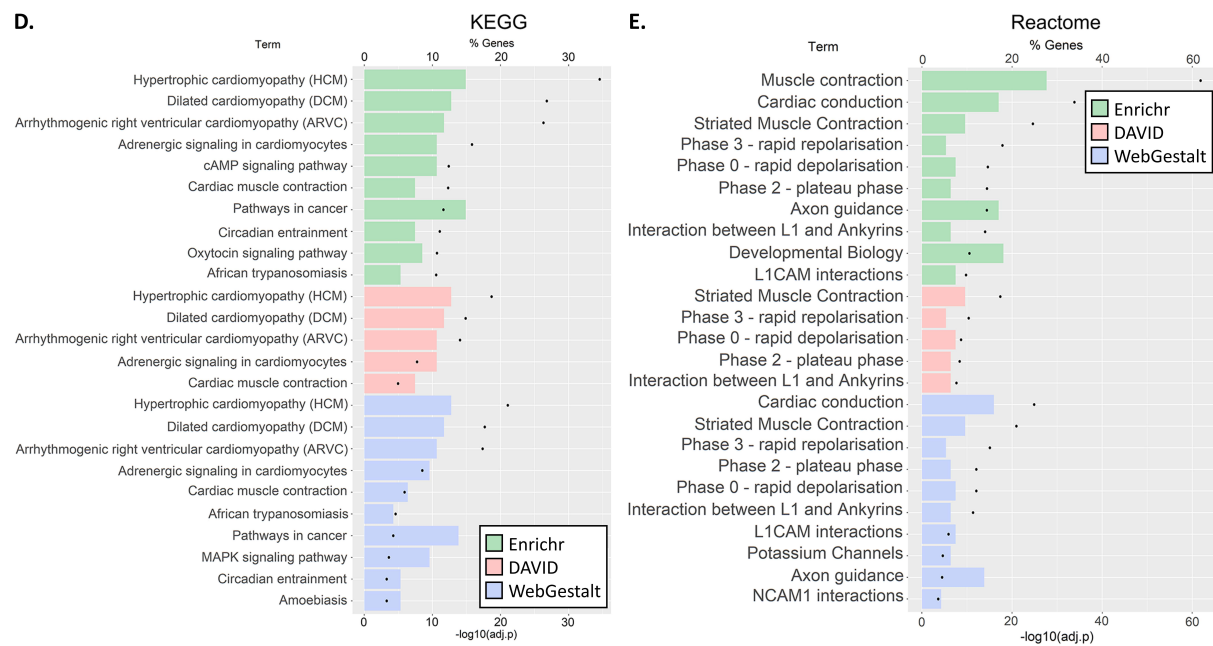 D.
KEGG
Term
% Genes
0 10 20 30
Hypertrophic cardiomyopathy (HCM)
Dilated cardiomyopathy (DCM)
Arrhythmogenic right ventricular cardiomyopathy (ARVC)
Adrenergic signaling in cardiomyocytes
cAMP signaling pathway
Cardiac muscle contraction
Pathways in cancer
Circadian entrainment
Oxytocin signaling pathway
African trypanosomiasis
Hypertrophic cardiomyopathy (HCM)
Dilated cardiomyopathy (DCM)
Arrhythmogenic right ventricular cardiomyopathy (ARVC)
Adrenergic signaling in cardiomyocytes
Cardiac muscle contraction
Hypertrophic cardiomyopathy (HCM)
Dilated cardiomyopathy (DCM)
Arrhythmogenic right ventricular cardiomyopathy (ARVC)
Adrenergic signaling in cardiomyocytes
Cardiac muscle contraction
African trypanosomiasis
Pathways in cancer
MAPK signaling pathway
Circadian entrainment
Amoebiasis
Enrichr
DAVID
WebGestalt
0 10 20 30
-log10(adj.p)
E.
Reactome
Term
% Genes
0 20 40 60
Muscle contraction
Cardiac conduction
Striated Muscle Contraction
Phase 3 - rapid repolarisation
Phase 0 - rapid depolarisation
Phase 2 - plateau phase
Axon guidance
Interaction between L1 and Ankyrins
Developmental Biology
L1CAM interactions
Striated Muscle Contraction
Phase 3 - rapid repolarisation
Phase 0 - rapid depolarisation
Phase 2 - plateau phase
Interaction between L1 and Ankyrins
Cardiac conduction
Striated Muscle Contraction
Phase 3 - rapid repolarisation
Phase 2 - plateau phase
Phase 0 - rapid depolarisation
Interaction between L1 and Ankyrins
L1CAM interactions
Potassium Channels
Axon guidance
NCAM1 interactions
Enrichr
DAVID
WebGestalt
0 20 40 60
-log10(adj.p)